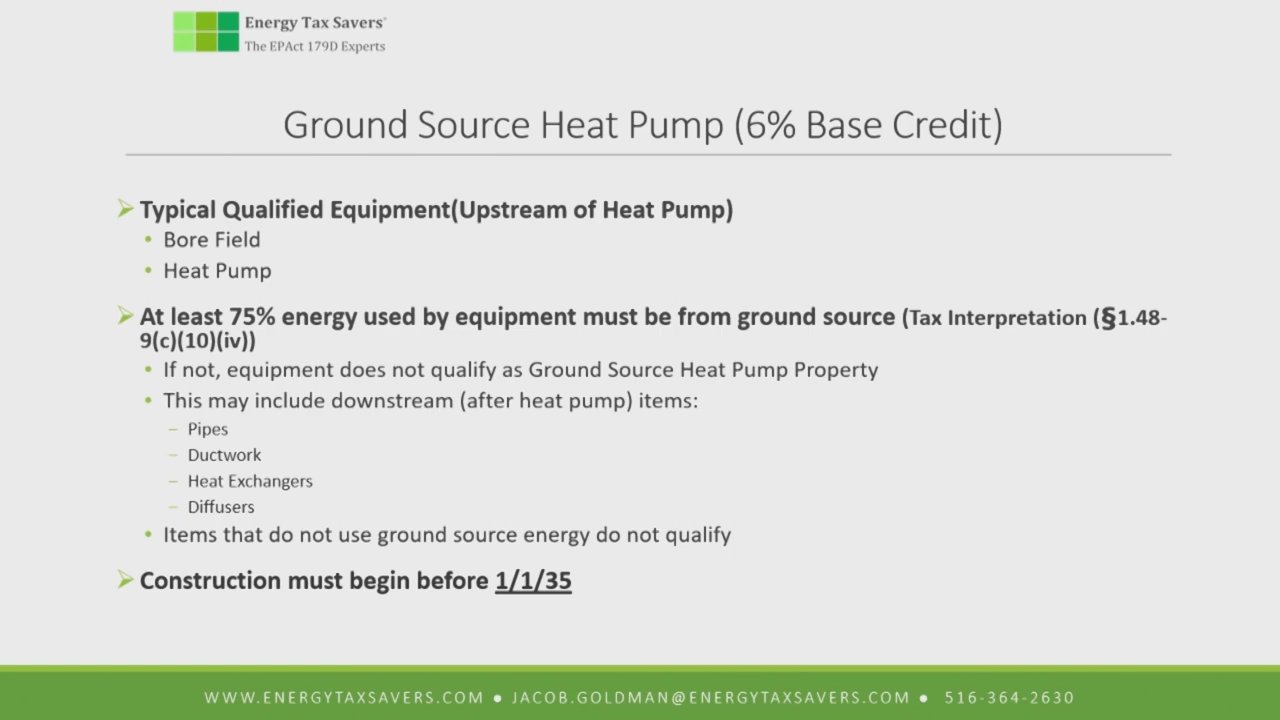 Energy Tax Savers®
The EPAct 179D Experts
Ground Source Heat Pump (6% Base Credit)
➢ Typical Qualified Equipment(Upstream of Heat Pump)
• Bore Field
• Heat Pump
➢ At least 75% energy used by equipment must be from ground source (Tax Interpretation (§1.48-
9(c)(10)(iv))
• If not, equipment does not qualify as Ground Source Heat Pump Property
• This may include downstream (after heat pump) items:
– Pipes
– Ductwork
– Heat Exchangers
– Diffusers
• Items that do not use ground source energy do not qualify
➢ Construction must begin before 1/1/35
WWW.ENERGYTAXSAVERS.COM ● JACOB.GOLDMAN@ENERGYTAXSAVERS.COM ● 516-364-2630